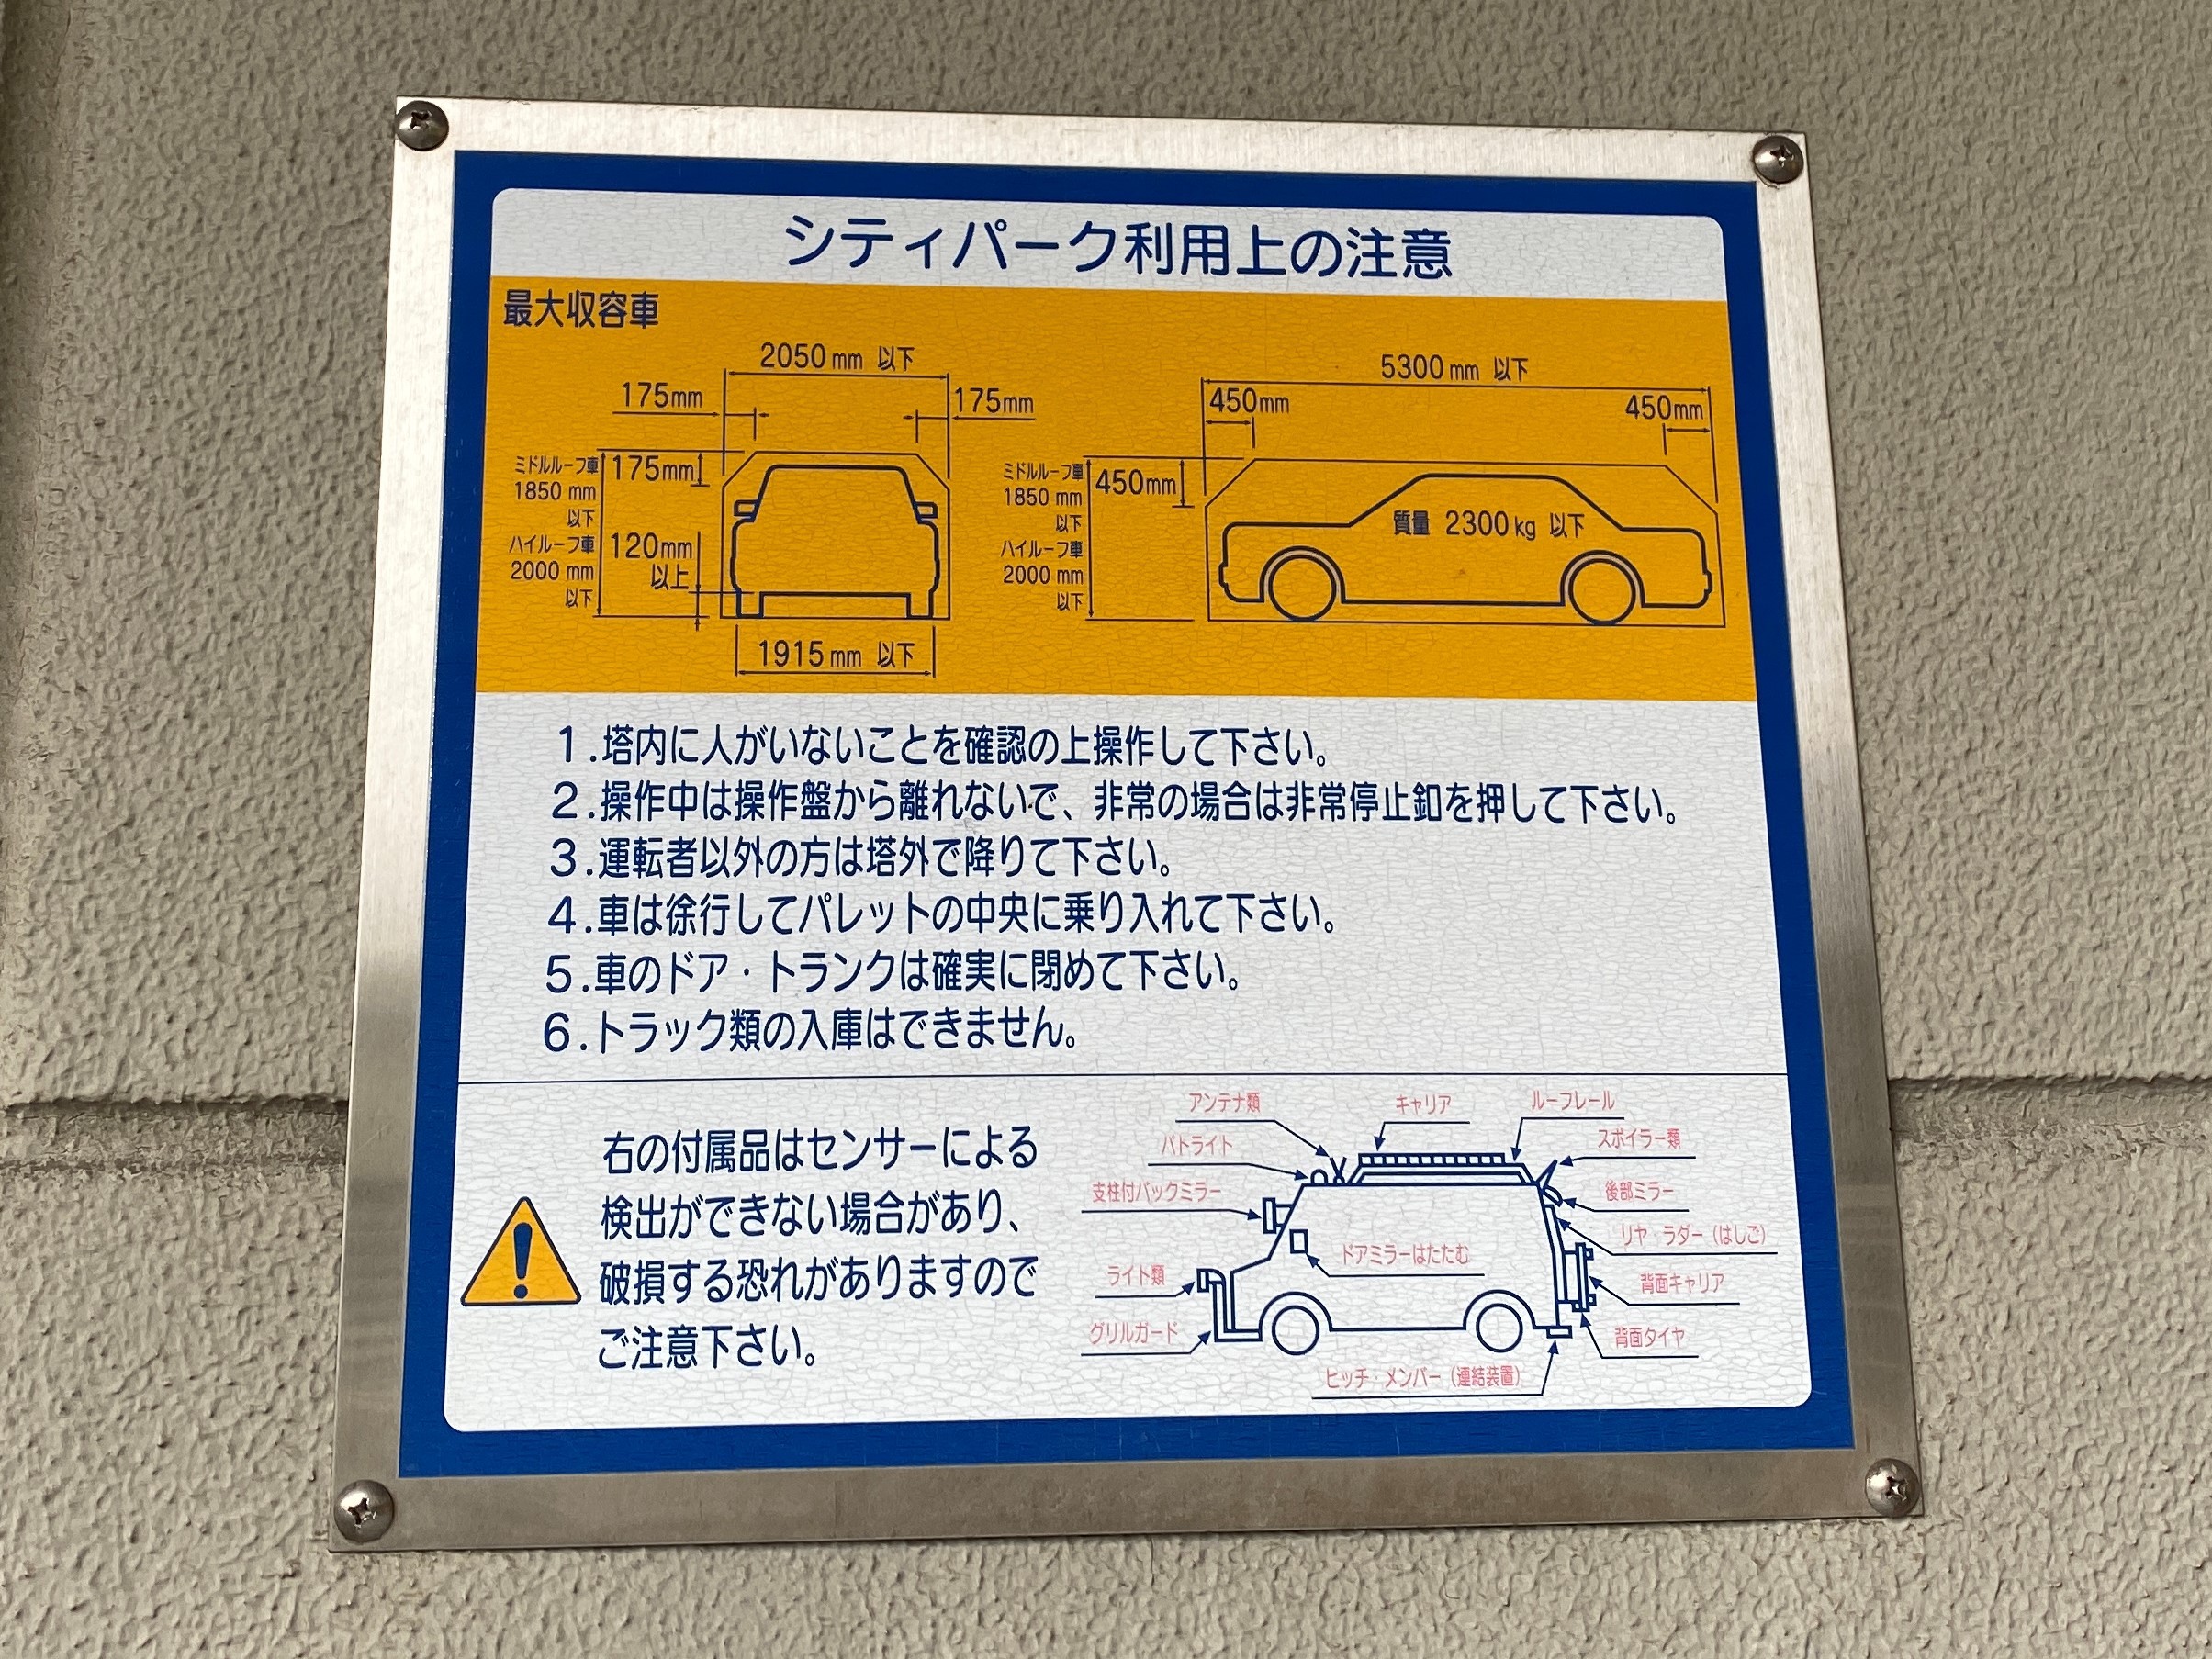 シティパーク利用上の注意
最大収容車
2050mm 以下
175mm
175mm
ミドルルーフ車
1850 mm
以下
ハイルーフ車
2000 mm
以下
175mm
120mm
以上
1915mm 以下
5300mm 以下
450mm
450mm
ミドルルーフ車
1850 mm
以下
ハイルーフ車
2000 mm
以下
450mm
質量 2300kg 以下
1.塔内に人がいないことを確認の上操作して下さい。
2.操作中は操作盤から離れないで、非常の場合は非常停止釦を押して下さい。
3.運転者以外の方は塔外で降りて下さい。
4.車は徐行してパレットの中央に乗り入れて下さい。
5.車のドア・トランクは確実に閉めて下さい。
6.トラック類の入庫はできません。
右の付属品はセンサーによる
検出ができない場合があり、
破損する恐れがありますので
ご注意下さい。
アンテナ類
キャリア
ルーフレール
パトライト
スポイラー類
支柱付バックミラー
後部ミラー
リヤ・ラダー（はしご）
ドアミラーはたたむ
ライト類
背面キャリア
グリルガード
背面タイヤ
ヒッチ・メンバー（連結装置）